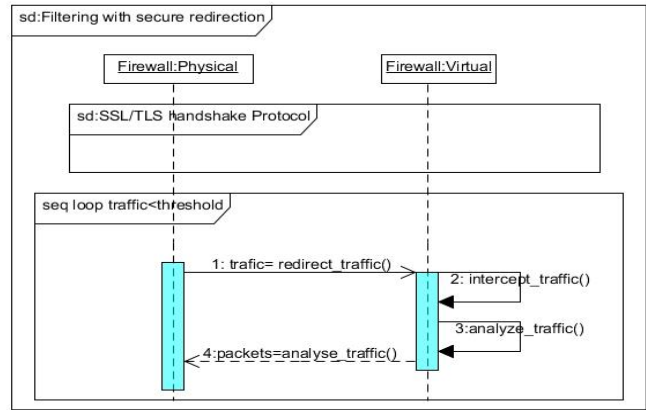 sd:Filtering with secure redirection
Firewall:Physical
Firewall:Virtual
sd:SSL/TLS handshake Protocol
seq loop traffic<threshold
1: trafic= redirect_traffic()
2: intercept_traffic()
3:analyze_traffic()
4:packets=analyse_traffic()